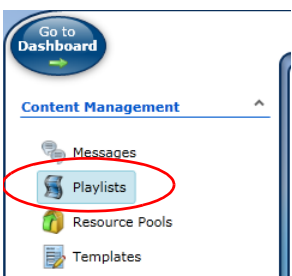 Go to
Dashboard
Content Management
Messages
Playlists
Resource Pools
Templates